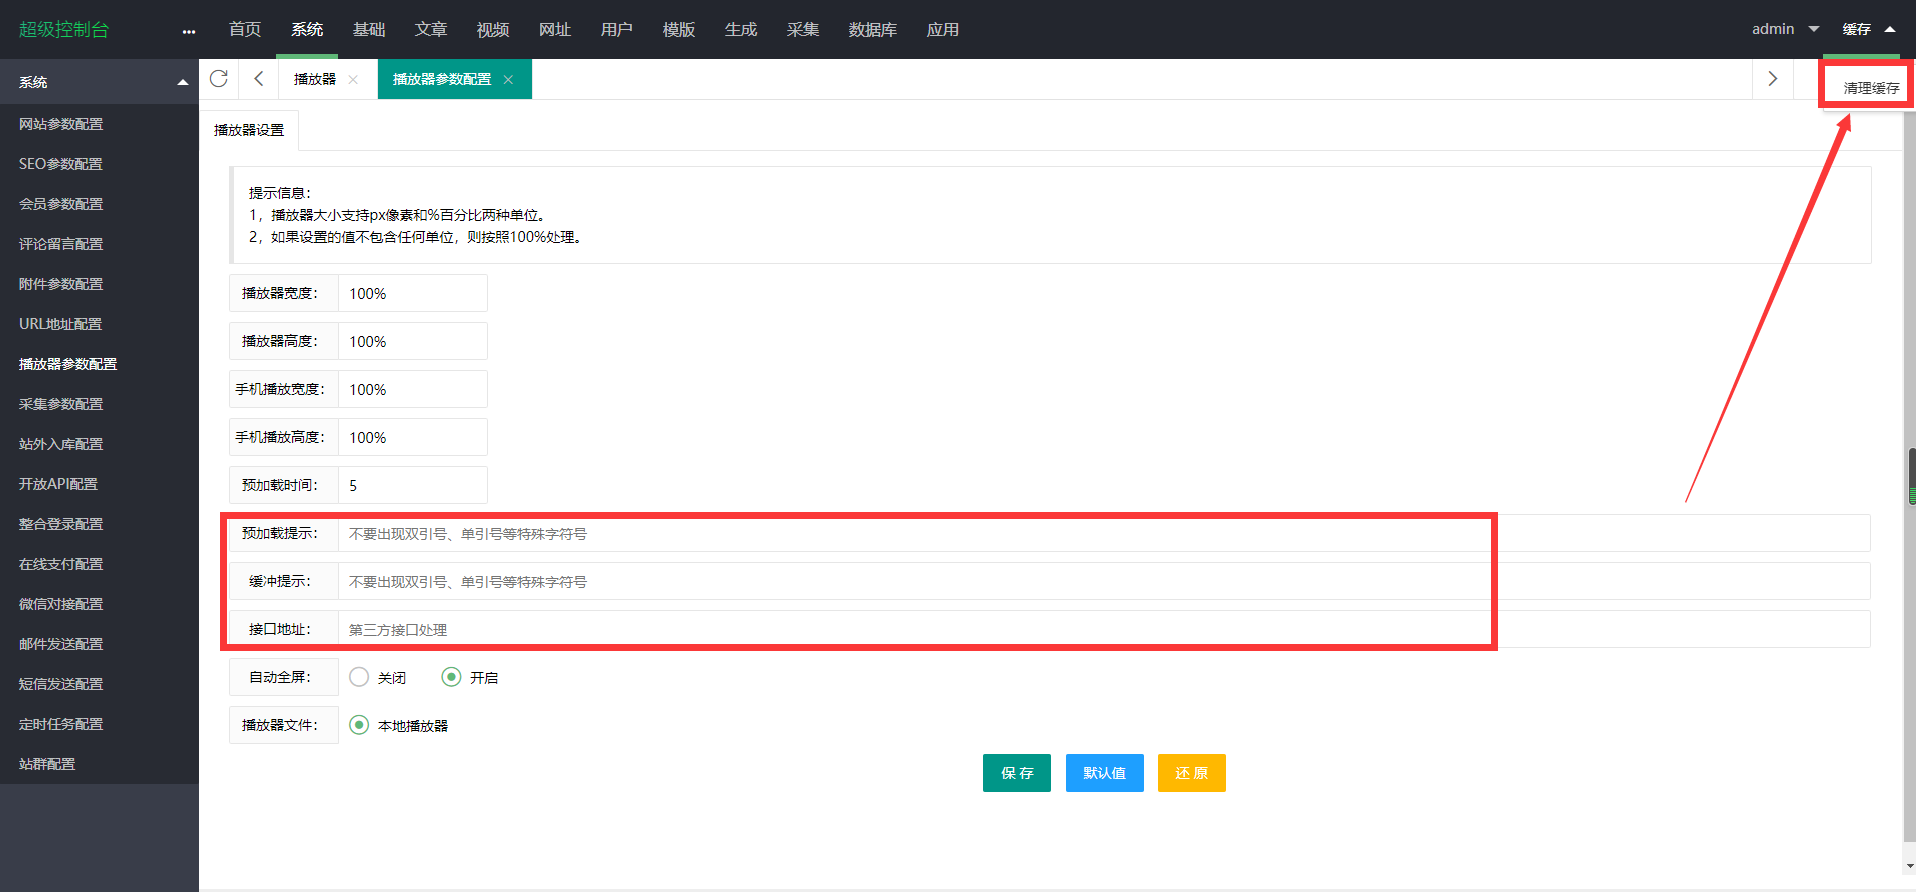 超级控制台
···
首页
系统
基础
文章
视频
网址
用户
模版
生成
采集
数据库
应用
admin
缓存
清理缓存
系统
网站参数配置
SEO参数配置
会员参数配置
评论留言配置
附件参数配置
URL地址配置
播放器参数配置
采集参数配置
站外入库配置
开放API配置
整合登录配置
在线支付配置
微信对接配置
邮件发送配置
短信发送配置
定时任务配置
站群配置
播放器
播放器参数配置
播放器设置
提示信息：
1，播放器大小支持px像素和%百分比两种单位。
2，如果设置的值不包含任何单位，则按照100%处理。
播放器宽度： 100%
播放器高度： 100%
手机播放宽度： 100%
手机播放高度： 100%
预加载时间： 5
预加载提示： 不要出现双引号、单引号等特殊字符号
缓冲提示： 不要出现双引号、单引号等特殊字符号
接口地址： 第三方接口处理
自动全屏： 关闭 开启
播放器文件： 本地播放器
保 存 默认值 还 原